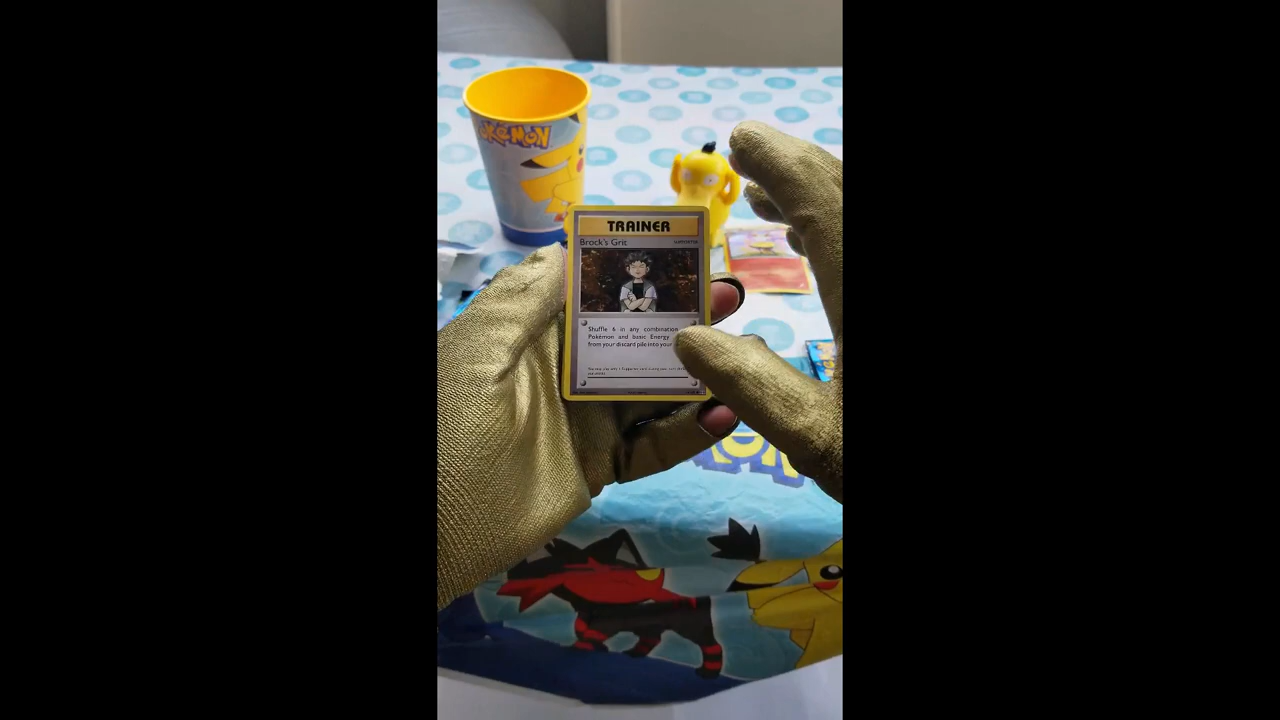 POKéMON
TRAINER
Brock's Grit
SUPPORTER
Shuffle 6 in any combination
Pokémon and basic Energy
from your discard pile into your